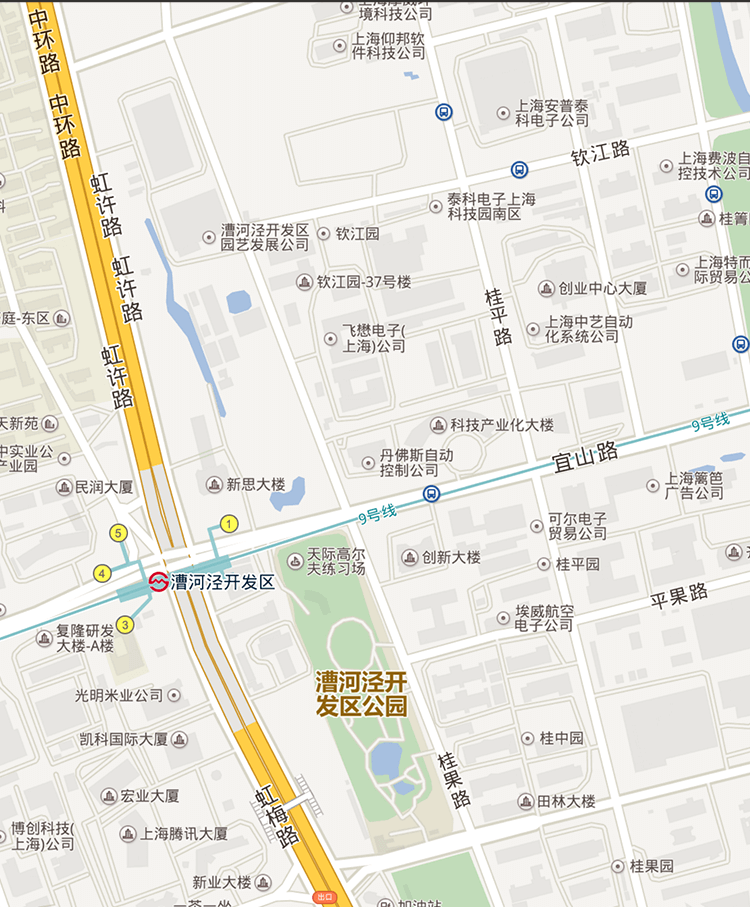 境科技公司
中环路
上海仰邦软
件科技公司
中环路
上海安普泰
科电子公司
钦江路
上海费波自
控技术公司
虹许路
泰科电子上海
科技园南区
桂箐
漕河泾开发区
园艺发展公司
钦江园
虹许路
上海特而
际贸易公
钦江园-37号楼
创业中心大厦
桂平路
庭-东区
飞懋电子(
上海)公司
上海中艺自动
化系统公司
虹许路
天新苑
科技产业化大楼
9号线
中实业公
产业园
丹佛斯自动
控制公司
宜山路
民润大厦
新思大楼
上海篱笆
广告公司
9号线
1
5
可尔电子
贸易公司
天际高尔
夫练习场
创新大楼
桂平园
4
漕河泾开发区
平果路
3
复隆研发
大楼-A楼
埃威航空
电子公司
漕河泾开
发区公园
光明米业公司
凯科国际大厦
桂中园
桂果路
宏业大厦
虹梅路
田林大楼
博创科技(
上海)公司
上海腾讯大厦
桂果园
新业大楼
出口
一茶一坐
加油站